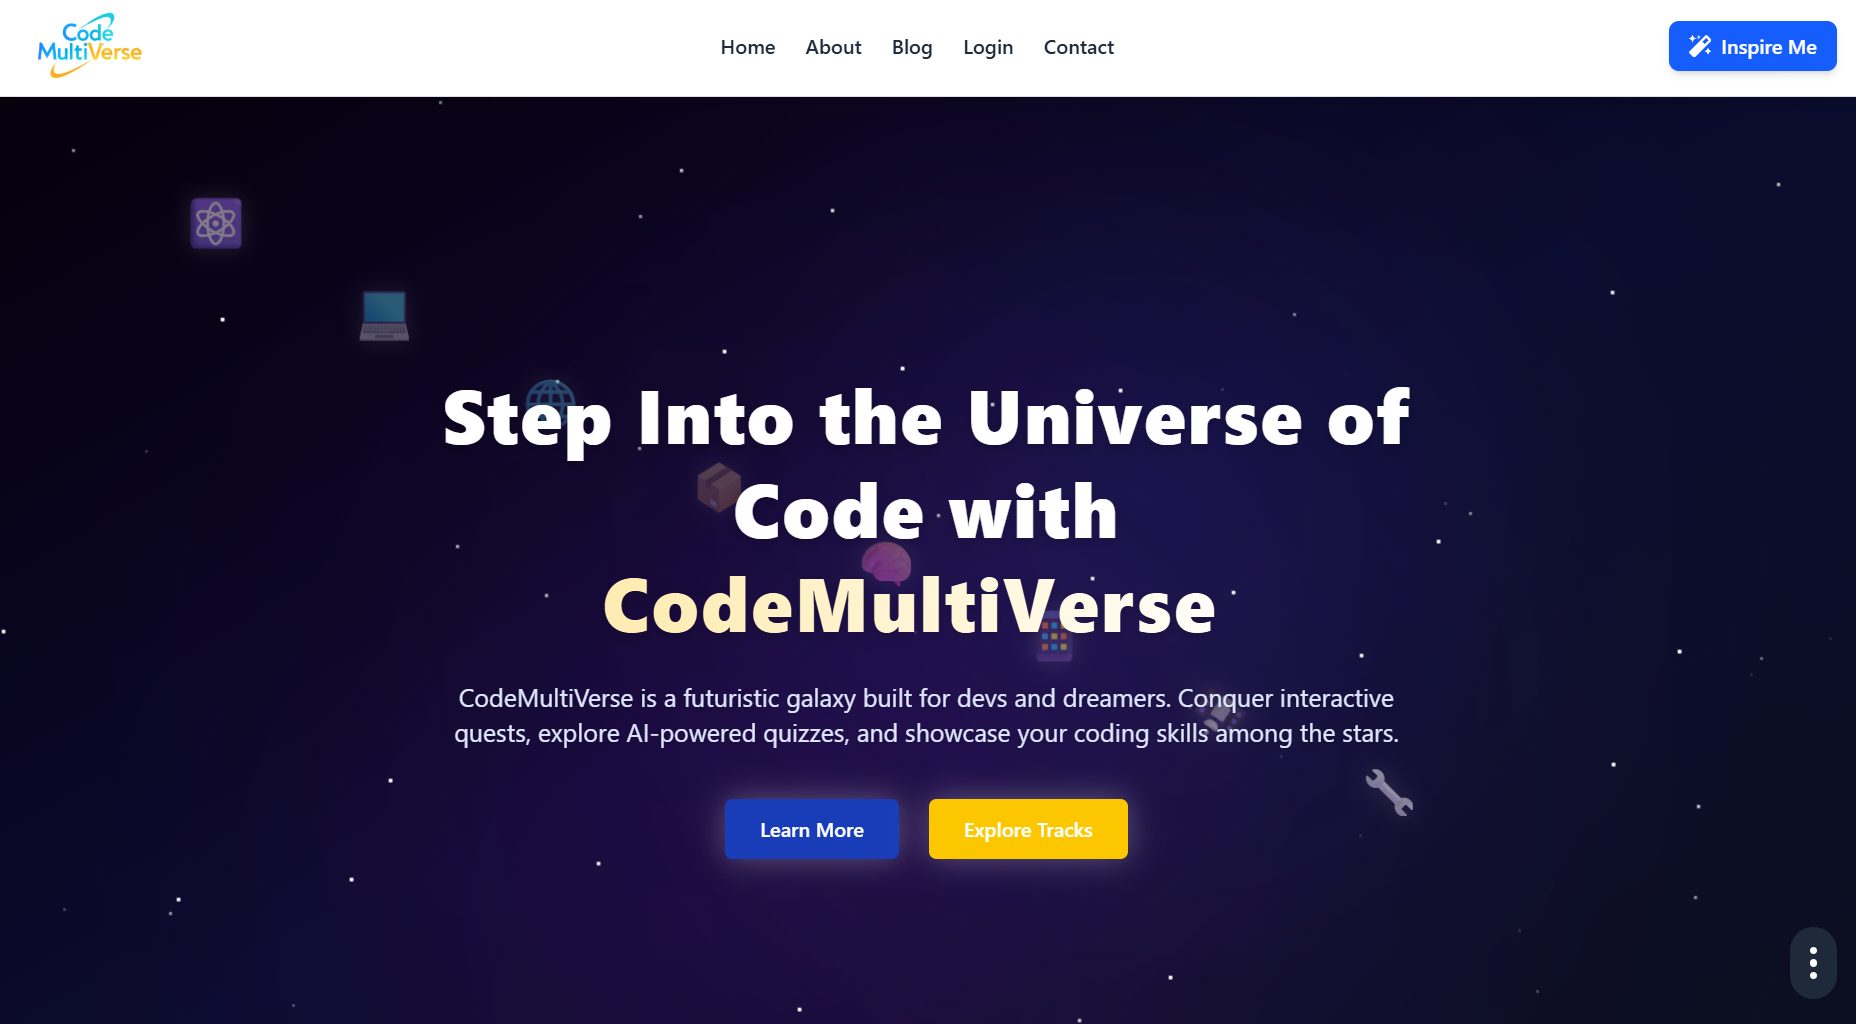 Code
MultiVerse
Home
About
Blog
Login
Contact
Inspire Me
Step Into the Universe of
Code with
CodeMultiVerse
CodeMultiVerse is a futuristic galaxy built for devs and dreamers. Conquer interactive
quests, explore AI-powered quizzes, and showcase your coding skills among the stars.
Learn More
Explore Tracks